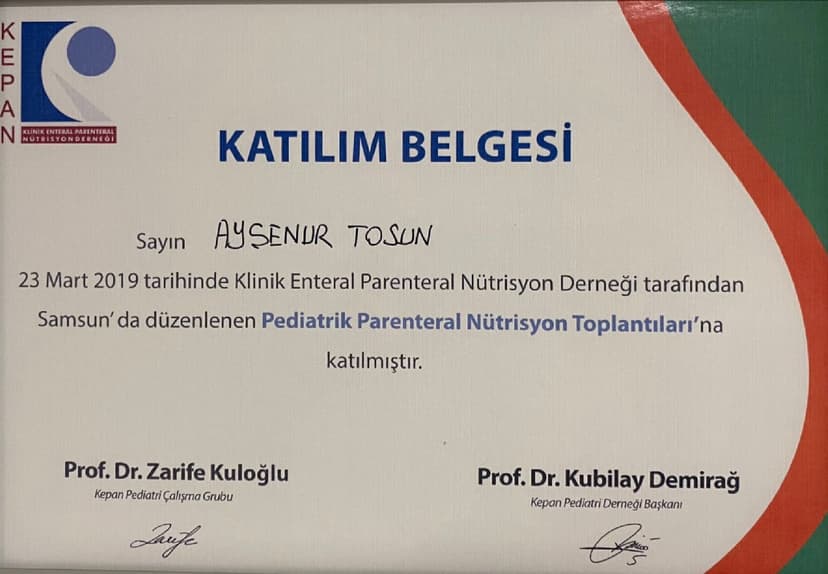 KEPAN
KLİNİK ENTERAL PARENTERAL
NÜTRİSYON DERNEĞİ
KATILIM BELGESİ
Sayın AYŞENUR TOSUN
23 Mart 2019 tarihinde Klinik Enteral Parenteral Nütrisyon Derneği tarafından
Samsun'da düzenlenen Pediatrik Parenteral Nütrisyon Toplantıları'na
katılmıştır.
Prof. Dr. Zarife Kuloğlu
Kepan Pediatri Çalışma Grubu
Zarife
Prof. Dr. Kubilay Demirağ
Kepan Pediatri Derneği Başkanı